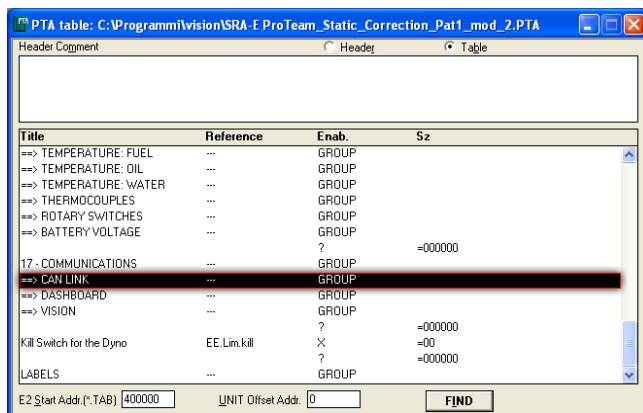 PTA table: C:\Programmi\vision\SRA-E ProTeam_Static_Correction_Pat1_mod_2.PTA
Header Comment Header Table
Title Reference Enab. Sz
==> TEMPERATURE: FUEL ... GROUP
==> TEMPERATURE: OIL ... GROUP
==> TEMPERATURE: WATER ... GROUP
==> THERMOCOUPLES ... GROUP
==> ROTARY SWITCHES ... GROUP
==> BATTERY VOLTAGE ... GROUP
? =000000
17 - COMMUNICATIONS ... GROUP
==> CAN LINK ... GROUP
==> DASHBOARD ... GROUP
==> VISION ... GROUP
? =000000
Kill Switch for the Dyno EE.Lim.kill X =00
? =000000
LABELS ... GROUP
E2 Start Addr.(*.TAB) 400000 UNIT Offset Addr. 0 FIND